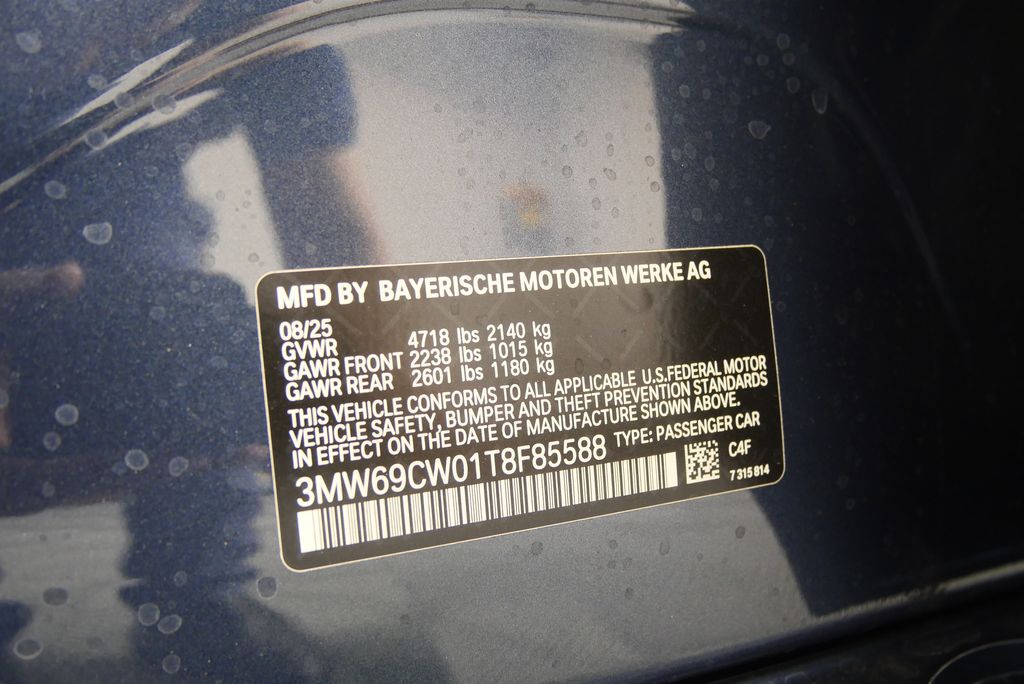 MFD BY BAYERISCHE MOTOREN WERKE AG
08/25
GVWR 4718 lbs 2140 kg
GAWR FRONT 2238 lbs 1015 kg
GAWR REAR 2601 lbs 1180 kg
THIS VEHICLE CONFORMS TO ALL APPLICABLE U.S.FEDERAL MOTOR
VEHICLE SAFETY, BUMPER AND THEFT PREVENTION STANDARDS
IN EFFECT ON THE DATE OF MANUFACTURE SHOWN ABOVE.
3MW69CW01T8F85588 TYPE: PASSENGER CAR
C4F
7 315 814